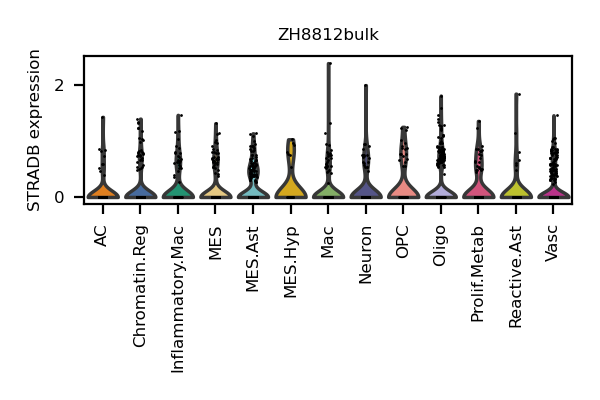 ZH8812bulk
STRADB expression
2
0
AC
Chromatin.Reg
Inflammatory.Mac
MES
MES.Ast
MES.Hyp
Mac
Neuron
OPC
Oligo
Prolif.Metab
Reactive.Ast
Vasc